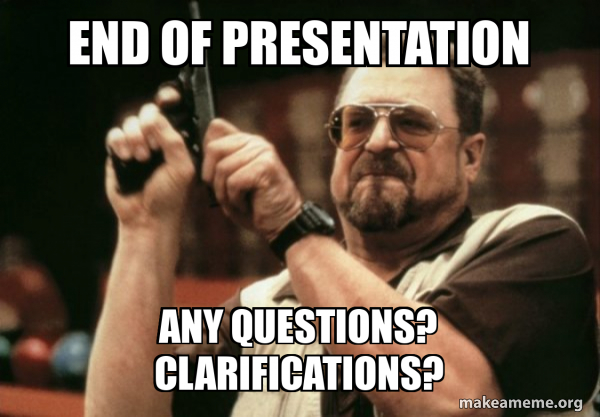 END OF PRESENTATION
ANY QUESTIONS?
CLARIFICATIONS?
makeameme.org